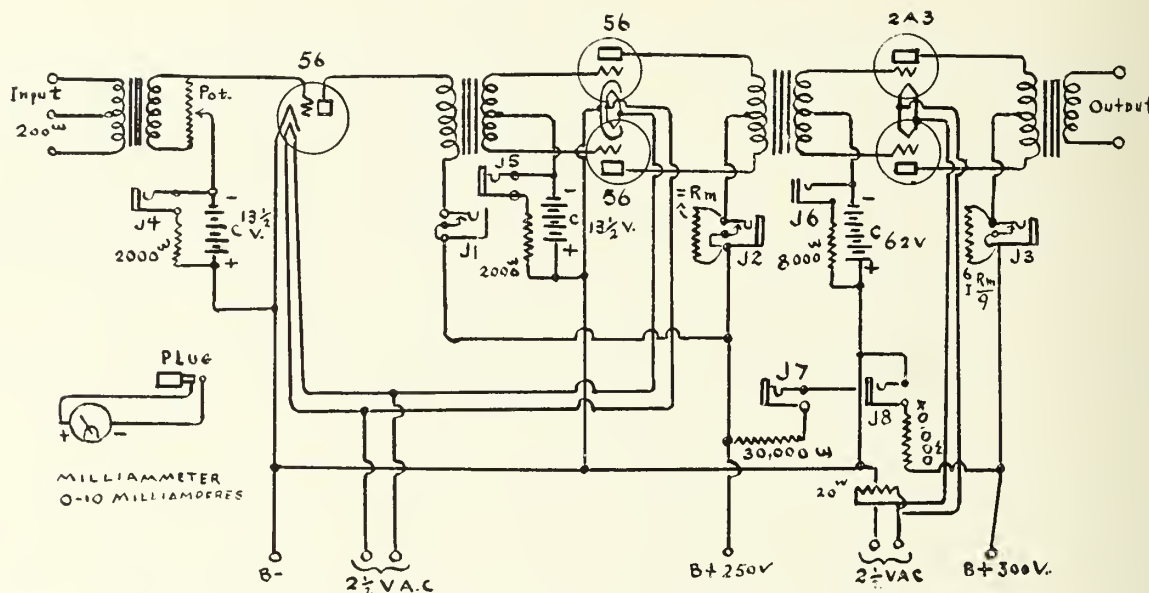 56
56
2A3
Input
200ω
Pot.
Output
J5
56
J4
C
13½
V.
2000ω
+
-
J1
2000ω
-
C
13½V.
+
=Rm
J2
J6
8000ω
-
C 62V
+
J3
Rm
9
PLUG
+
-
MILLIAMMETER
0-10 MILLIAMPERES
J7
30,000 ω
J8
20ω
B-
2½ V A.C
B+ 250V
2½ VAC
B+ 300V.